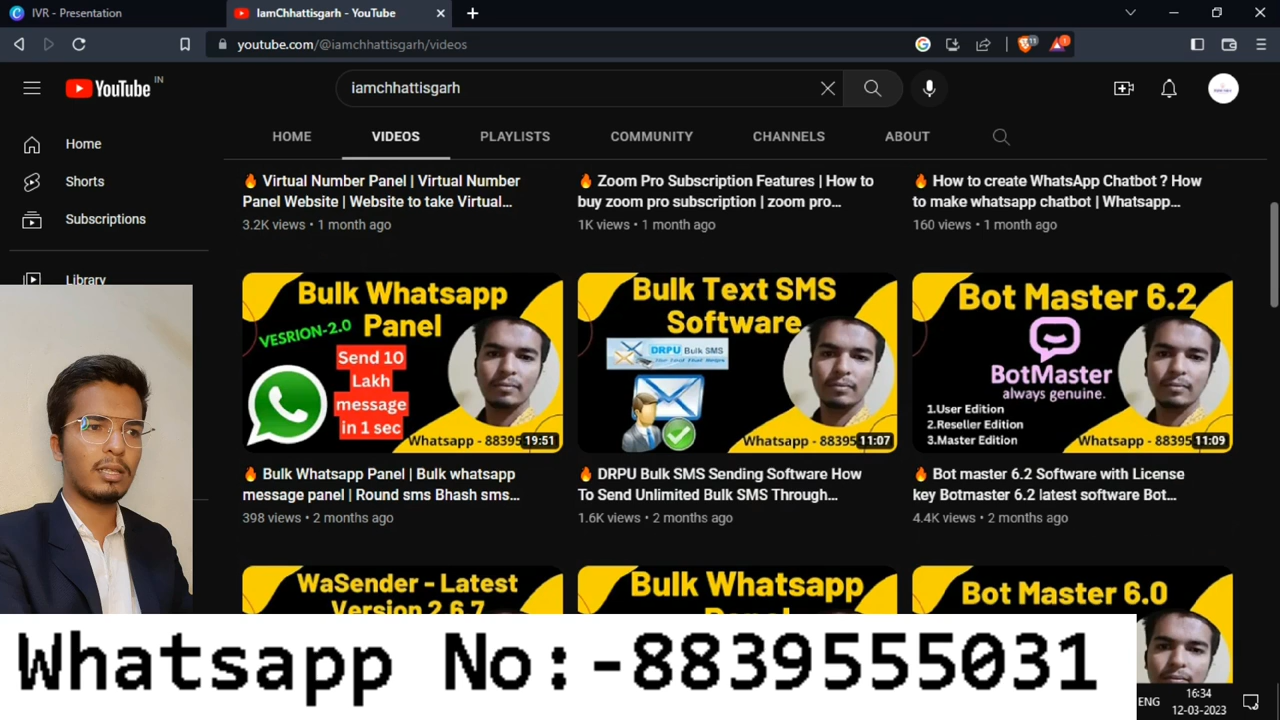 IVR - Presentation
IamChhattisgarh - YouTube
youtube.com/@iamchhattisgarh/videos
YouTube IN
iamchhattisgarh
HOME
VIDEOS
PLAYLISTS
COMMUNITY
CHANNELS
ABOUT
Home
Shorts
Subscriptions
Library
🔥 Virtual Number Panel | Virtual Number
Panel Website | Website to take Virtual...
3.2K views • 1 month ago
🔥 Zoom Pro Subscription Features | How to
buy zoom pro subscription | zoom pro...
1K views • 1 month ago
🔥 How to create WhatsApp Chatbot ? How
to make whatsapp chatbot | Whatsapp...
160 views • 1 month ago
Bulk Whatsapp
Panel
VESRION-2.0
Send 10
Lakh
message
in 1 sec
Whatsapp - 88395
19:51
🔥 Bulk Whatsapp Panel | Bulk whatsapp
message panel | Round sms Bhash sms...
398 views • 2 months ago
Bulk Text SMS
Software
DRPU Bulk SMS
Whatsapp - 88395
11:07
🔥 DRPU Bulk SMS Sending Software How
To Send Unlimited Bulk SMS Through...
1.6K views • 2 months ago
Bot Master 6.2
BotMaster
always genuine.
1.User Edition
2.Reseller Edition
3.Master Edition
Whatsapp - 88395
11:09
🔥 Bot master 6.2 Software with License
key Botmaster 6.2 latest software Bot...
4.4K views • 2 months ago
WaSender - Latest
Version 2.6.7
Bulk Whatsapp
Panel
Bot Master 6.0
Whatsapp No:-8839555031
ENG
16:34
12-03-2023